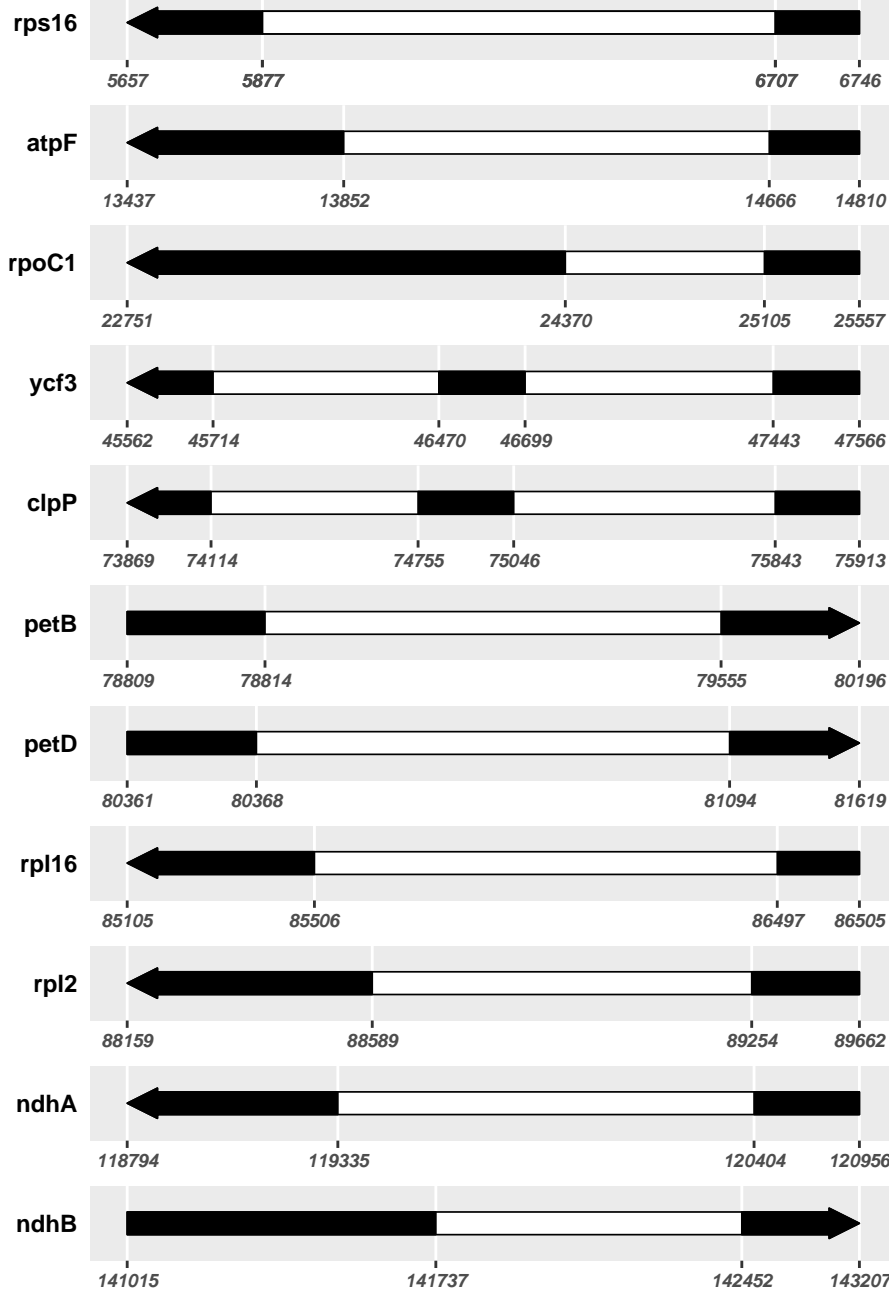 rps16
5657 5877 6707 6746
atpF
13437 13852 14666 14810
rpoC1
22751 24370 25105 25557
ycf3
45562 45714 46470 46699 47443 47566
clpP
73869 74114 74755 75046 75843 75913
petB
78809 78814 79555 80196
petD
80361 80368 81094 81619
rpl16
85105 85506 86497 86505
rpl2
88159 88589 89254 89662
ndhA
118794 119335 120404 120956
ndhB
141015 141737 142452 143207